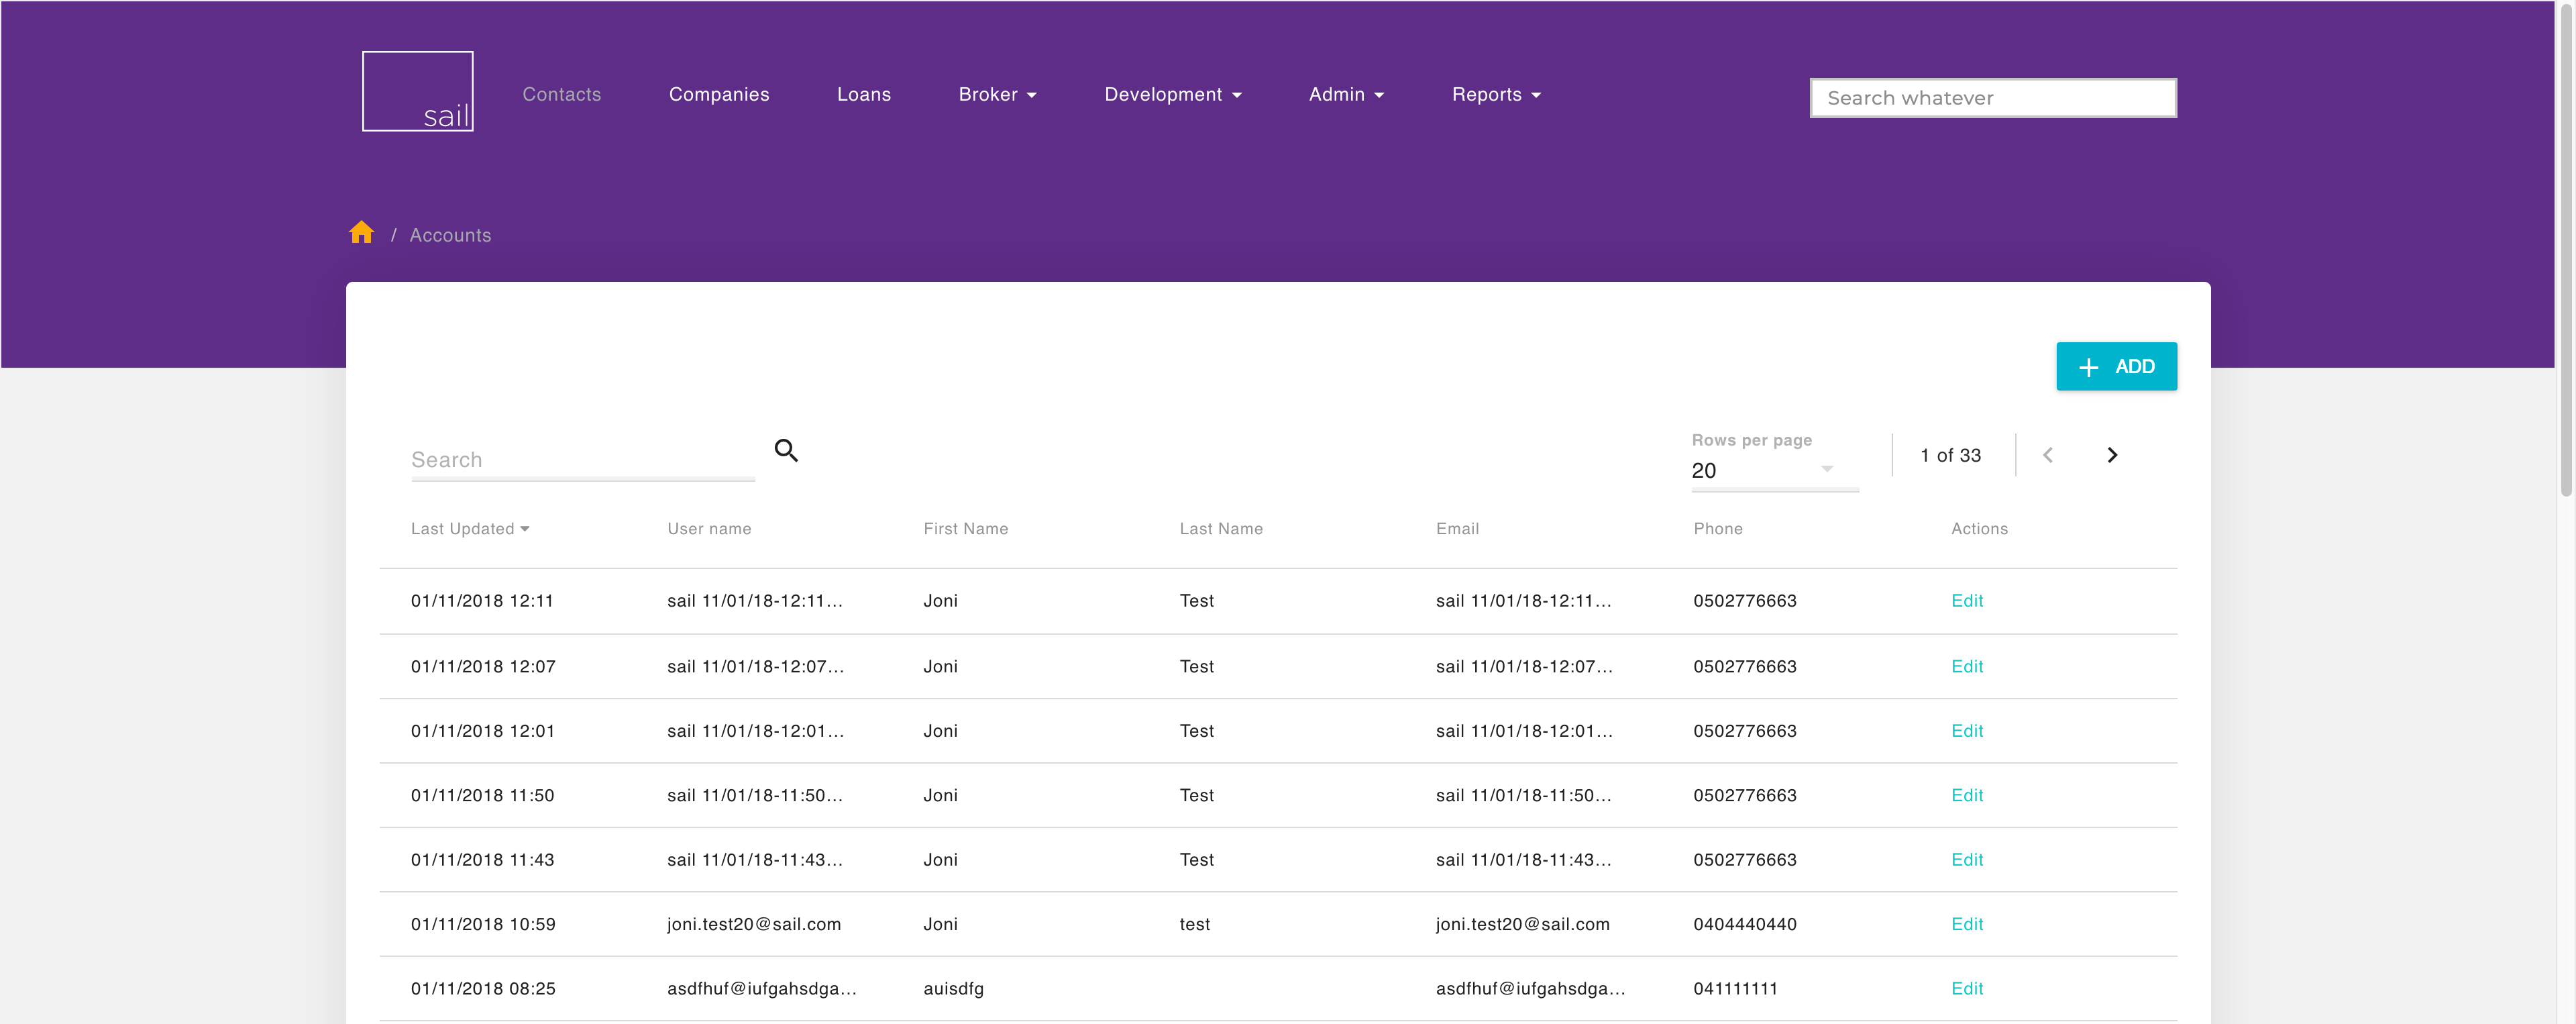 sail
Contacts Companies Loans Broker Development Admin Reports
Search whatever
/ Accounts
ADD
Search
Rows per page
20
1 of 33
Last Updated User name First Name Last Name Email Phone Actions
01/11/2018 12:11 sail 11/01/18-12:11... Joni Test sail 11/01/18-12:11... 0502776663 Edit
01/11/2018 12:07 sail 11/01/18-12:07... Joni Test sail 11/01/18-12:07... 0502776663 Edit
01/11/2018 12:01 sail 11/01/18-12:01... Joni Test sail 11/01/18-12:01... 0502776663 Edit
01/11/2018 11:50 sail 11/01/18-11:50... Joni Test sail 11/01/18-11:50... 0502776663 Edit
01/11/2018 11:43 sail 11/01/18-11:43... Joni Test sail 11/01/18-11:43... 0502776663 Edit
01/11/2018 10:59 joni.test20@sail.com Joni test joni.test20@sail.com 0404440440 Edit
01/11/2018 08:25 asdfhuf@iufgahsdga... auisdfg asdfhuf@iufgahsdga... 041111111 Edit